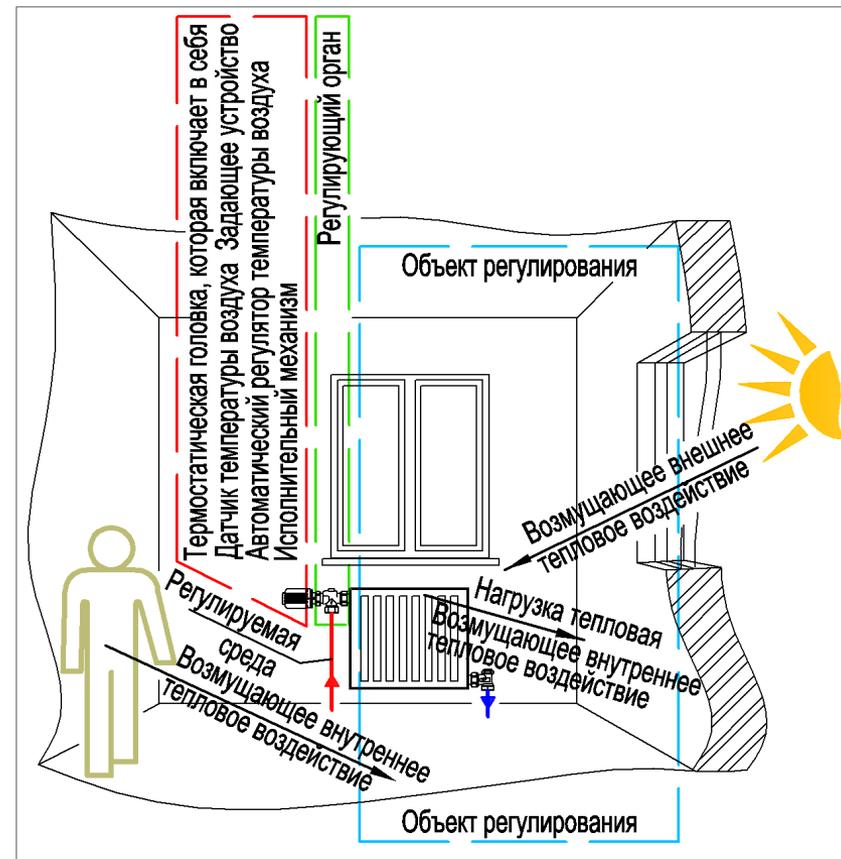 Термостатическая головка, которая включает в себя
Датчик температуры воздуха Задающее устройство
Автоматический регулятор температуры воздуха
Исполнительный механизм
Регулирующий орган
Объект регулирования
Возмущающее внешнее
тепловое воздействие
Регулируемая
среда
Нагрузка тепловая
Возмущающее внутреннее
тепловое воздействие
Возмущающее внутреннее
тепловое воздействие
Объект регулирования